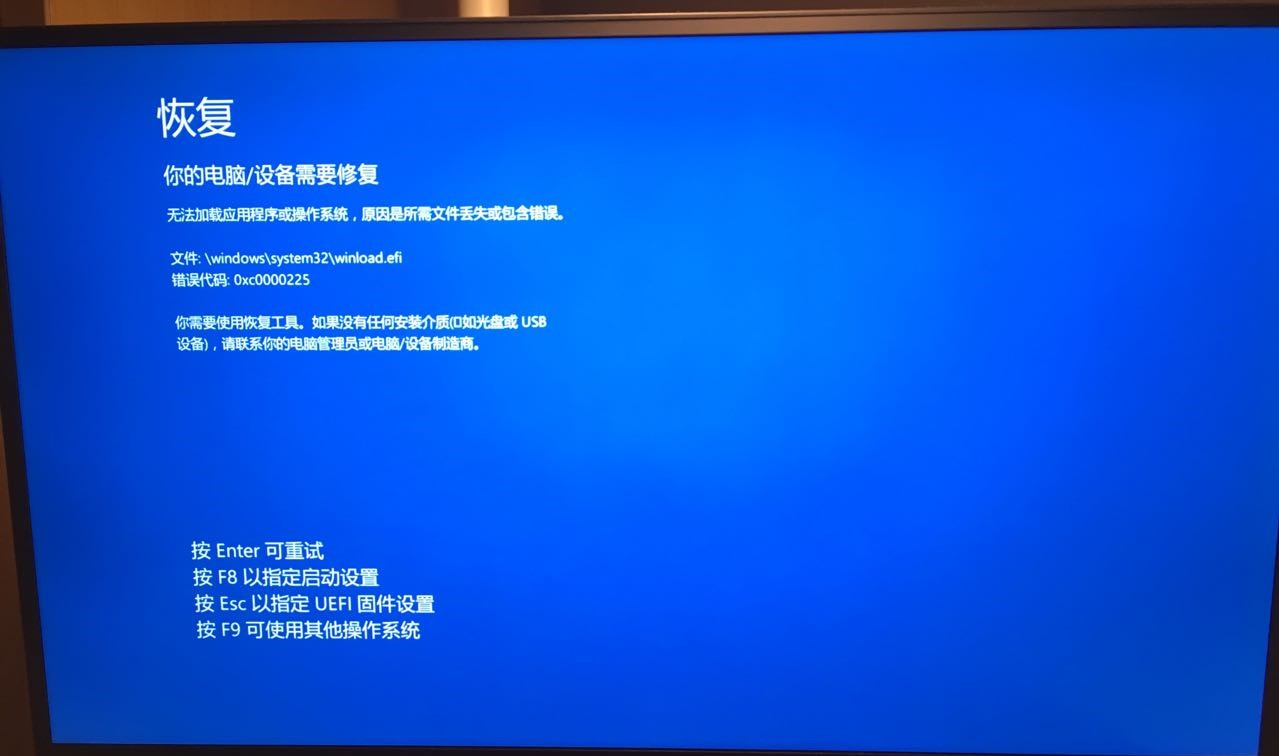 恢复
你的电脑/设备需要修复
无法加载应用程序或操作系统，原因是所需文件丢失或包含错误。
文件: \windows\system32\winload.efi
错误代码: 0xc0000225
你需要使用恢复工具。如果没有任何安装介质(□如光盘或 USB
设备)，请联系你的电脑管理员或电脑/设备制造商。
按 Enter 可重试
按 F8 以指定启动设置
按 Esc 以指定 UEFI 固件设置
按 F9 可使用其他操作系统